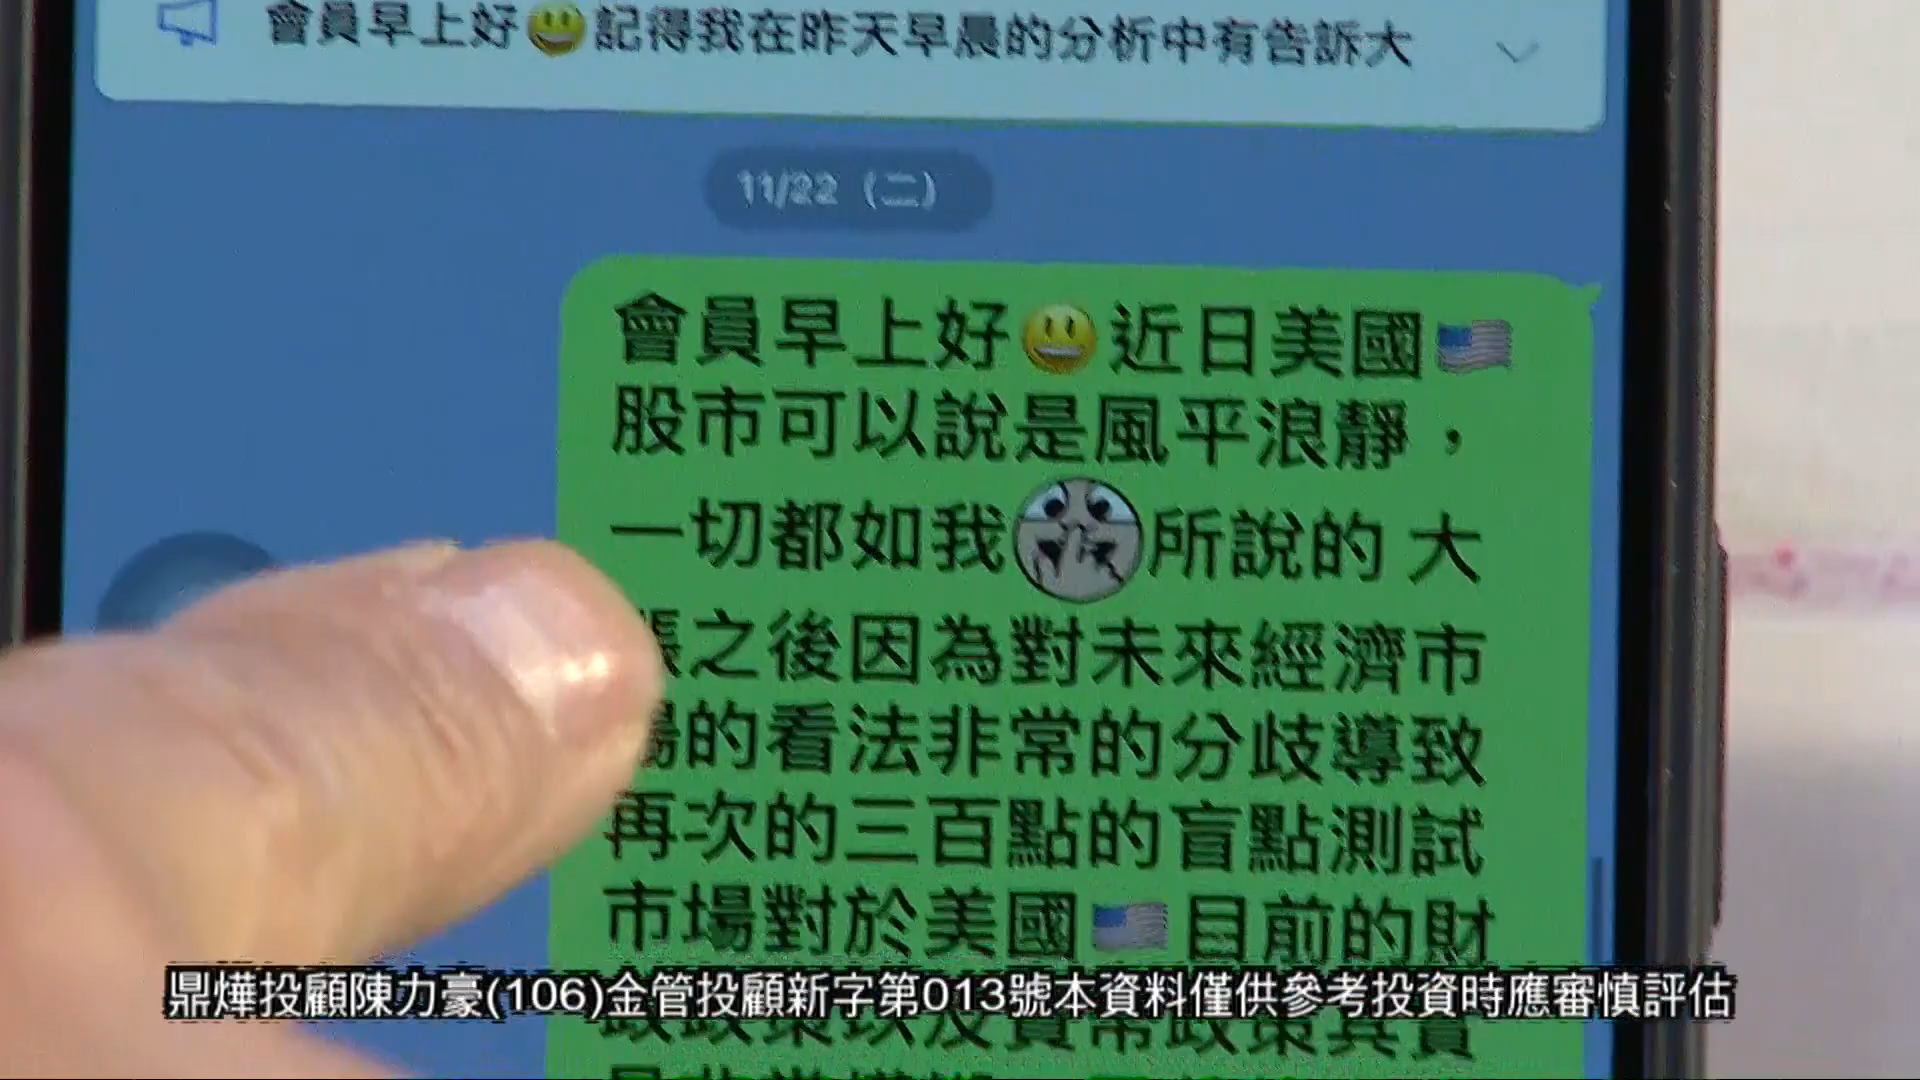 會員早上好😃記得我在昨天早晨的分析中有告訴大
11/22（二）
會員早上好😃近日美國🇺🇸
股市可以說是風平浪靜，
一切都如我所說的 大
之後因為對未來經濟市
場的看法非常的分歧導致
再次的三百點的盲點測試
市場對於美國🇺🇸目前的財
鼎燁投顧陳力豪(106)金管投顧新字第013號本資料僅供參考投資時應審慎評估